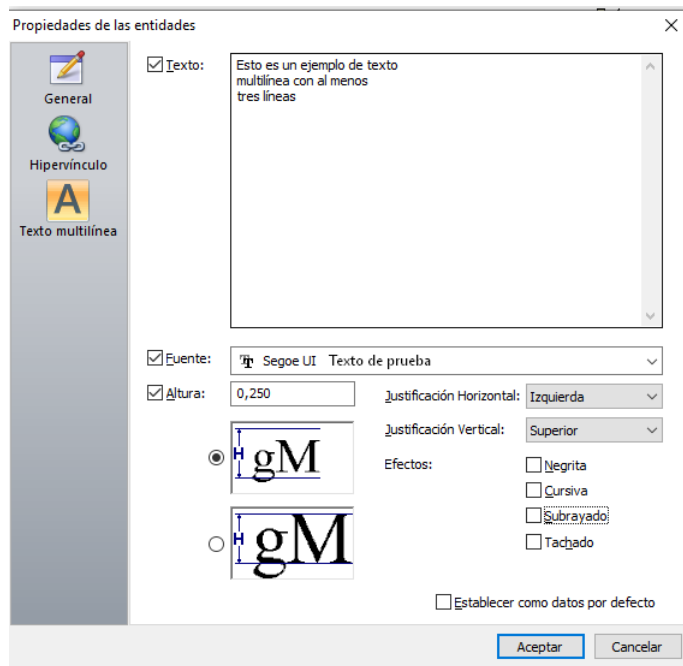 Propiedades de las entidades
General
Hipervínculo
Texto multilínea
Texto:
Esto es un ejemplo de texto
multilínea con al menos
tres líneas
Fuente:
Segoe UI Texto de prueba
Altura:
0,250
Justificación Horizontal: Izquierda
Justificación Vertical: Superior
H gM
H gM
Efectos:
Negrita
Cursiva
Subrayado
Tachado
Establecer como datos por defecto
Aceptar
Cancelar